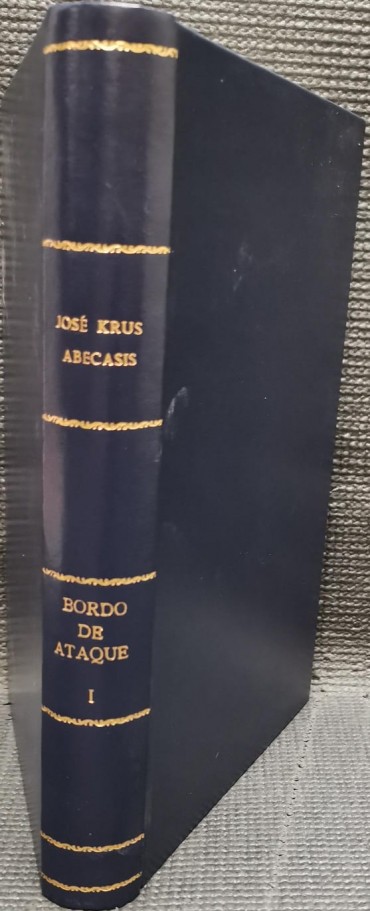 JOSÉ KRUS
ABECASIS
BORDO
DE
ATAQUE
I